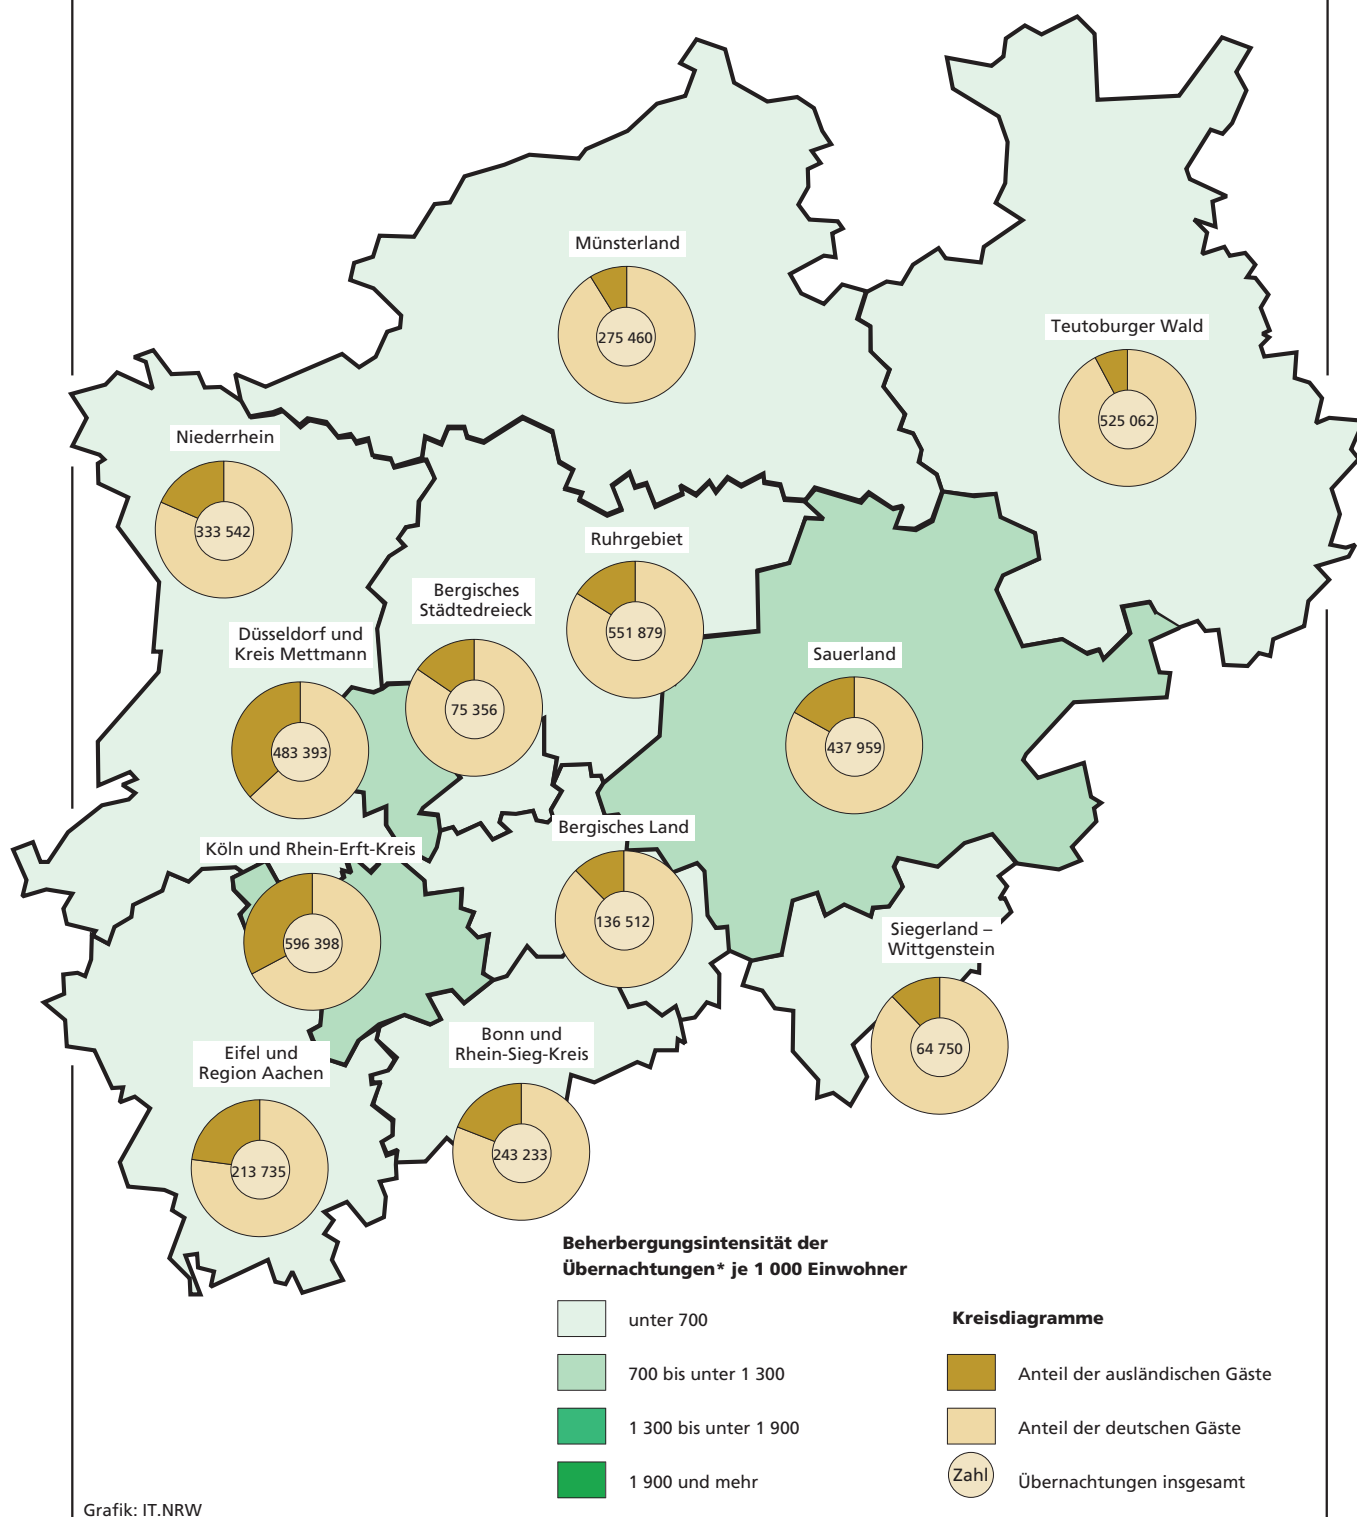 Münsterland
275 460
Teutoburger Wald
525 062
Niederrhein
333 542
Ruhrgebiet
551 879
Bergisches
Städtedreieck
75 356
Düsseldorf und
Kreis Mettmann
483 393
Sauerland
437 959
Bergisches Land
136 512
Köln und Rhein-Erft-Kreis
596 398
Siegerland –
Wittgenstein
64 750
Bonn und
Rhein-Sieg-Kreis
243 233
Eifel und
Region Aachen
213 735
Beherbergungsintensität der
Übernachtungen* je 1 000 Einwohner
unter 700
700 bis unter 1 300
1 300 bis unter 1 900
1 900 und mehr
Kreisdiagramme
Anteil der ausländischen Gäste
Anteil der deutschen Gäste
Zahl Übernachtungen insgesamt
Grafik: IT.NRW